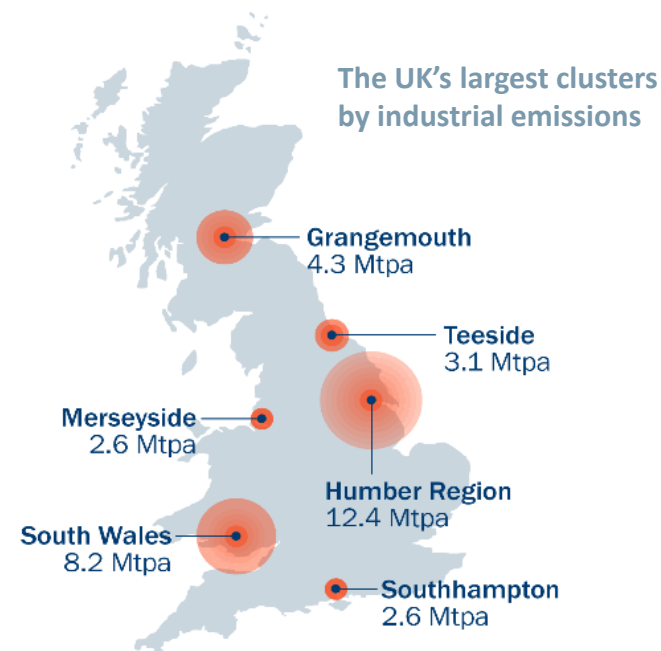 The UK’s largest clusters
by industrial emissions
Grangemouth
4.3 Mtpa
Teeside
3.1 Mtpa
Merseyside
2.6 Mtpa
Humber Region
12.4 Mtpa
South Wales
8.2 Mtpa
Southhampton
2.6 Mtpa